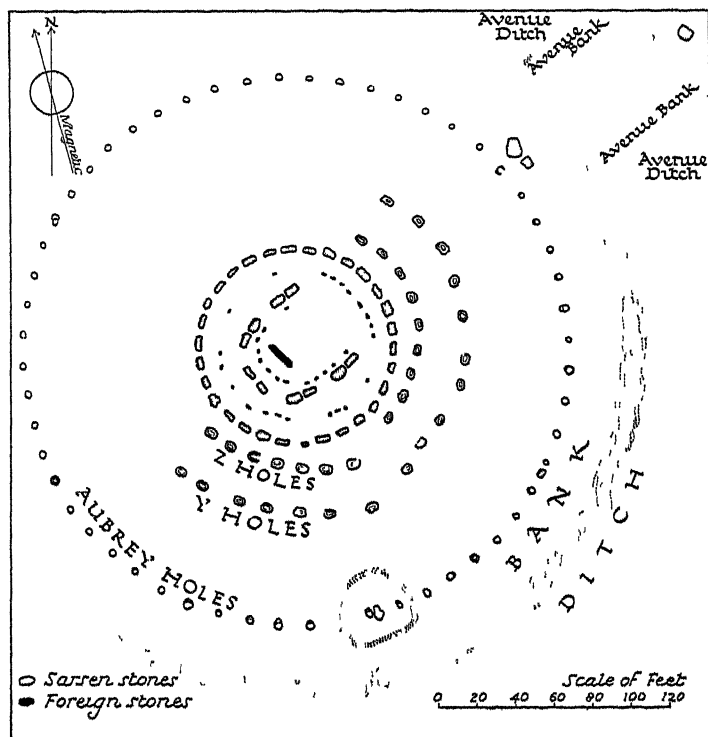 N
Magnetic
Avenue
Ditch
Avenue
Bank
Avenue Bank
Avenue
Ditch
Z HOLES
Y HOLES
AUBREY HOLES
BANK
DITCH
Sarsen stones
Foreign stones
Scale of Feet
0 20 40 60 80 100 120